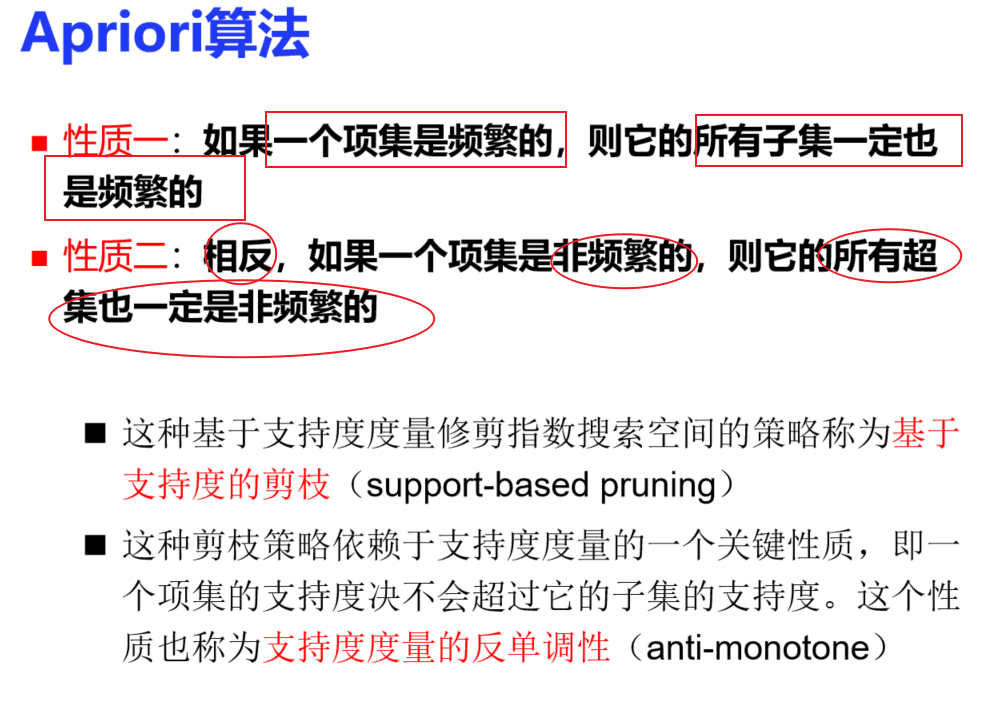 Apriori算法
性质一：如果一个项集是频繁的，则它的所有子集一定也
是频繁的
性质二：相反，如果一个项集是非频繁的，则它的所有超
集也一定是非频繁的
这种基于支持度度量修剪指数搜索空间的策略称为基于
支持度的剪枝（support-based pruning）
这种剪枝策略依赖于支持度度量的一个关键性质，即一
个项集的支持度决不会超过它的子集的支持度。这个性
质也称为支持度度量的反单调性（anti-monotone）